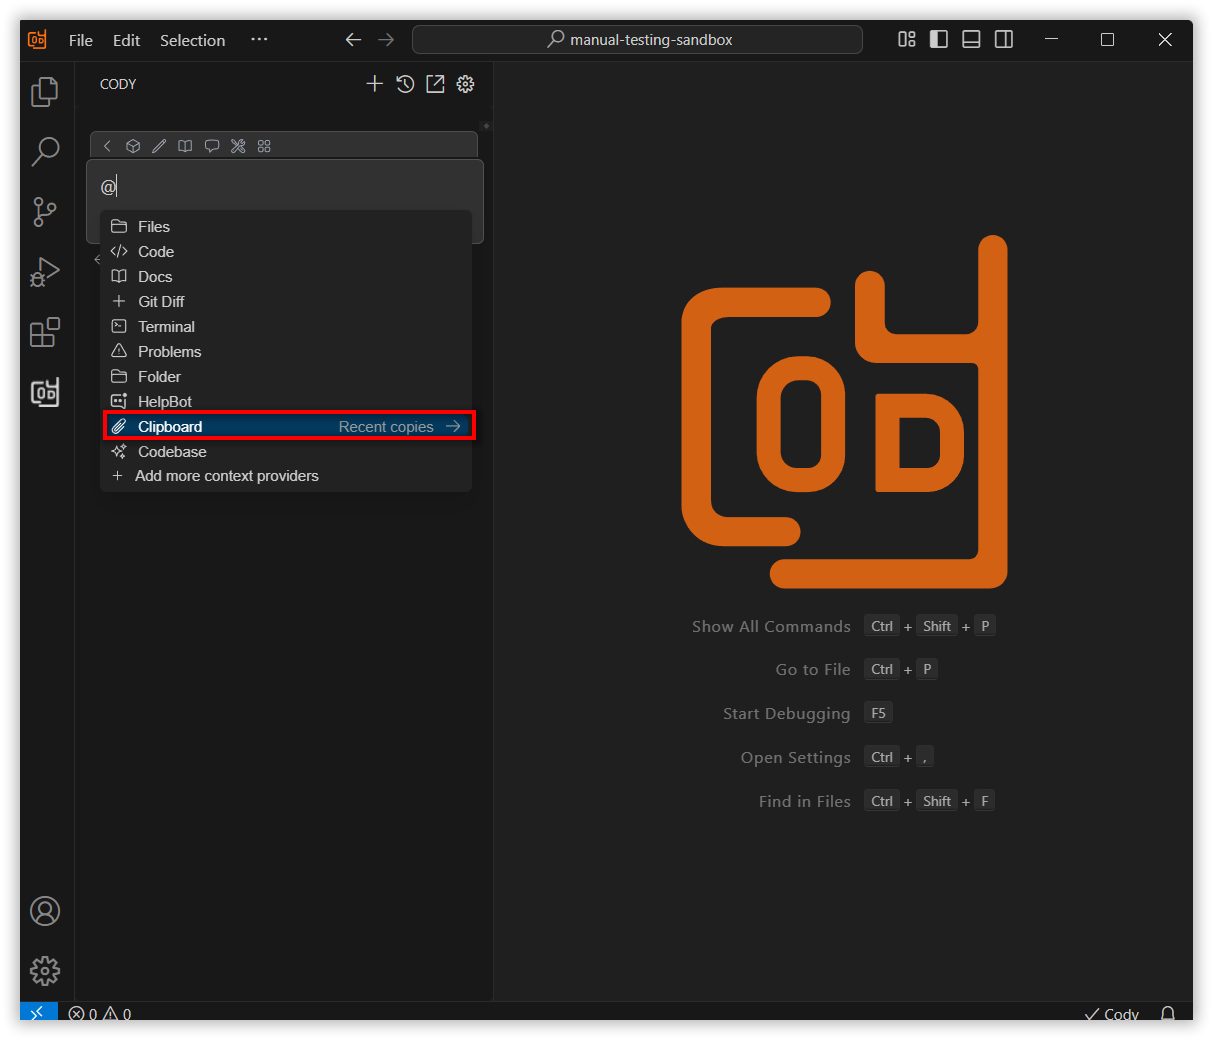 File Edit Selection ··· manual-testing-sandbox
CODY
@
Files
Code
Docs
Git Diff
Terminal
Problems
Folder
HelpBot
Clipboard Recent copies
Codebase
+ Add more context providers
COD
Show All Commands Ctrl + Shift + P
Go to File Ctrl + P
Start Debugging F5
Open Settings Ctrl + ,
Find in Files Ctrl + Shift + F
0 0 Cody